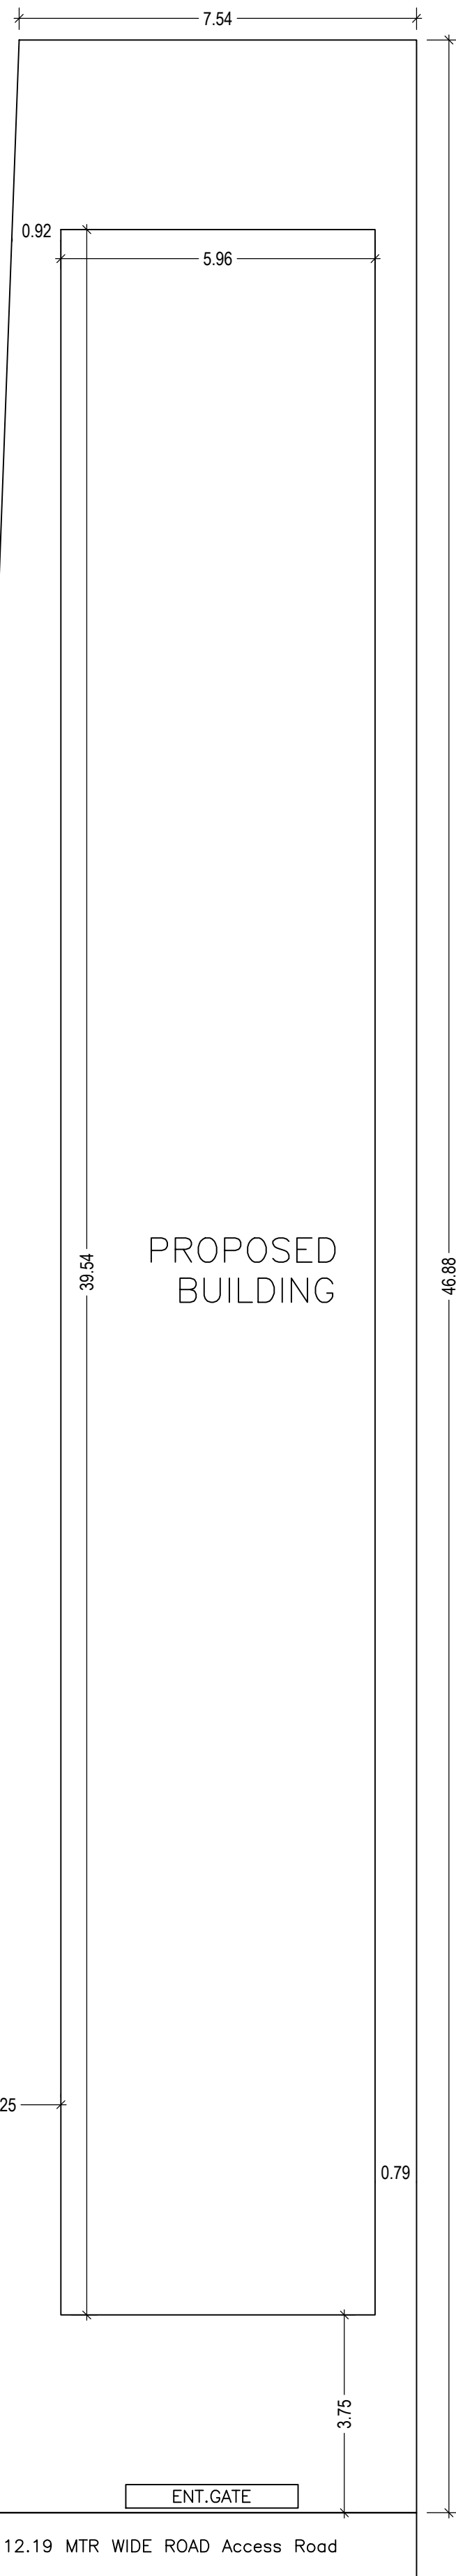 7.54
0.92
5.96
39.54
PROPOSED
BUILDING
46.88
25
0.79
3.75
ENT.GATE
12.19 MTR WIDE ROAD Access Road